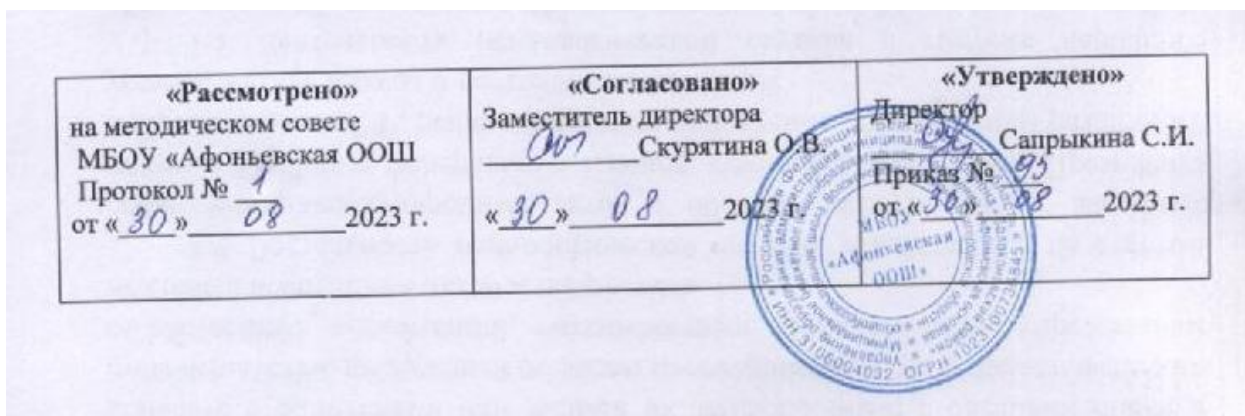 «Рассмотрено»
на методическом совете
МБОУ «Афоньевская ООШ
Протокол № 1
от « 30 » 08 2023 г.
«Согласовано»
Заместитель директора
Скурятина О.В.
« 30 » 08 2023 г.
«Утверждено»
Директор
Сапрыкина С.И.
Приказ № 95
от « 30 » 08 2023 г.
МБОУ
«Афоньевская
ООШ»